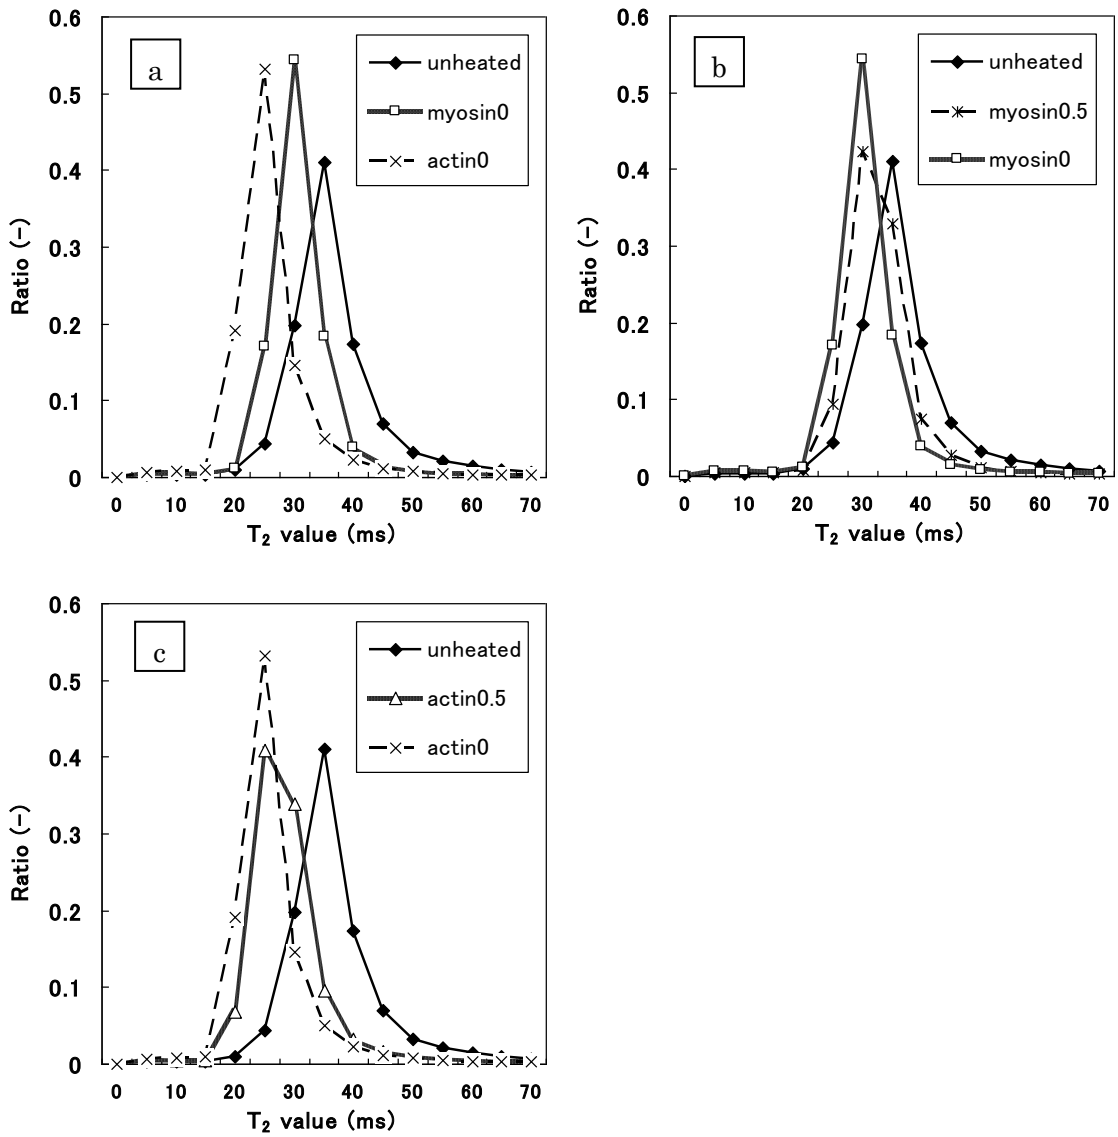 a
unheated
myosin0
actin0
0.6
0.5
0.4
0.3
0.2
0.1
0
Ratio (-)
0 10 20 30 40 50 60 70
T₂ value (ms)
b
unheated
myosin0.5
myosin0
0.6
0.5
0.4
0.3
0.2
0.1
0
Ratio (-)
0 10 20 30 40 50 60 70
T₂ value (ms)
c
unheated
actin0.5
actin0
0.6
0.5
0.4
0.3
0.2
0.1
0
Ratio (-)
0 10 20 30 40 50 60 70
T₂ value (ms)